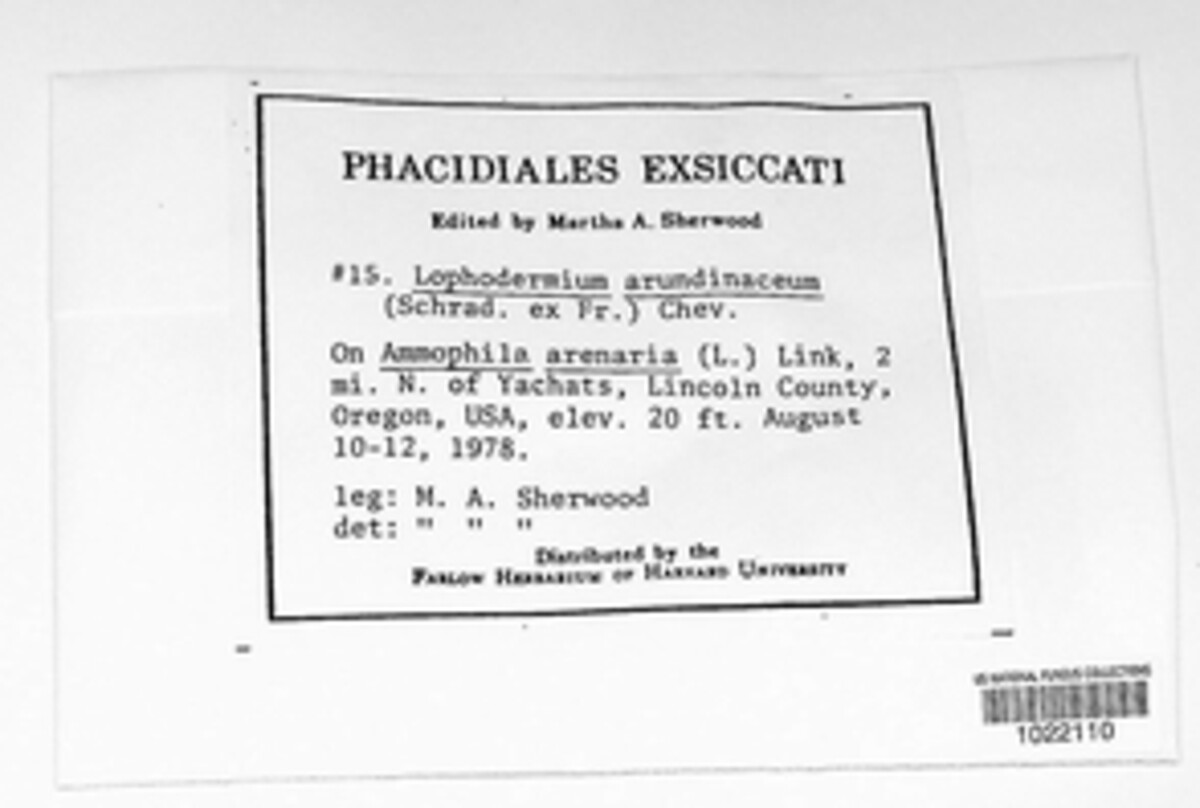 PHACIDIALES EXSICCATI
Edited by Martha A. Sherwood
#15. Lophodermium arundinaceum
(Schrad. ex Fr.) Chev.
On Ammophila arenaria (L.) Link, 2
mi. N. of Yachats, Lincoln County,
Oregon, USA, elev. 20 ft. August
10-12, 1978.
leg: M. A. Sherwood
det: " " "
Distributed by the
FARLOW HERBARIUM OF HARVARD UNIVERSITY
US NATIONAL FUNGUS COLLECTIONS
1022110